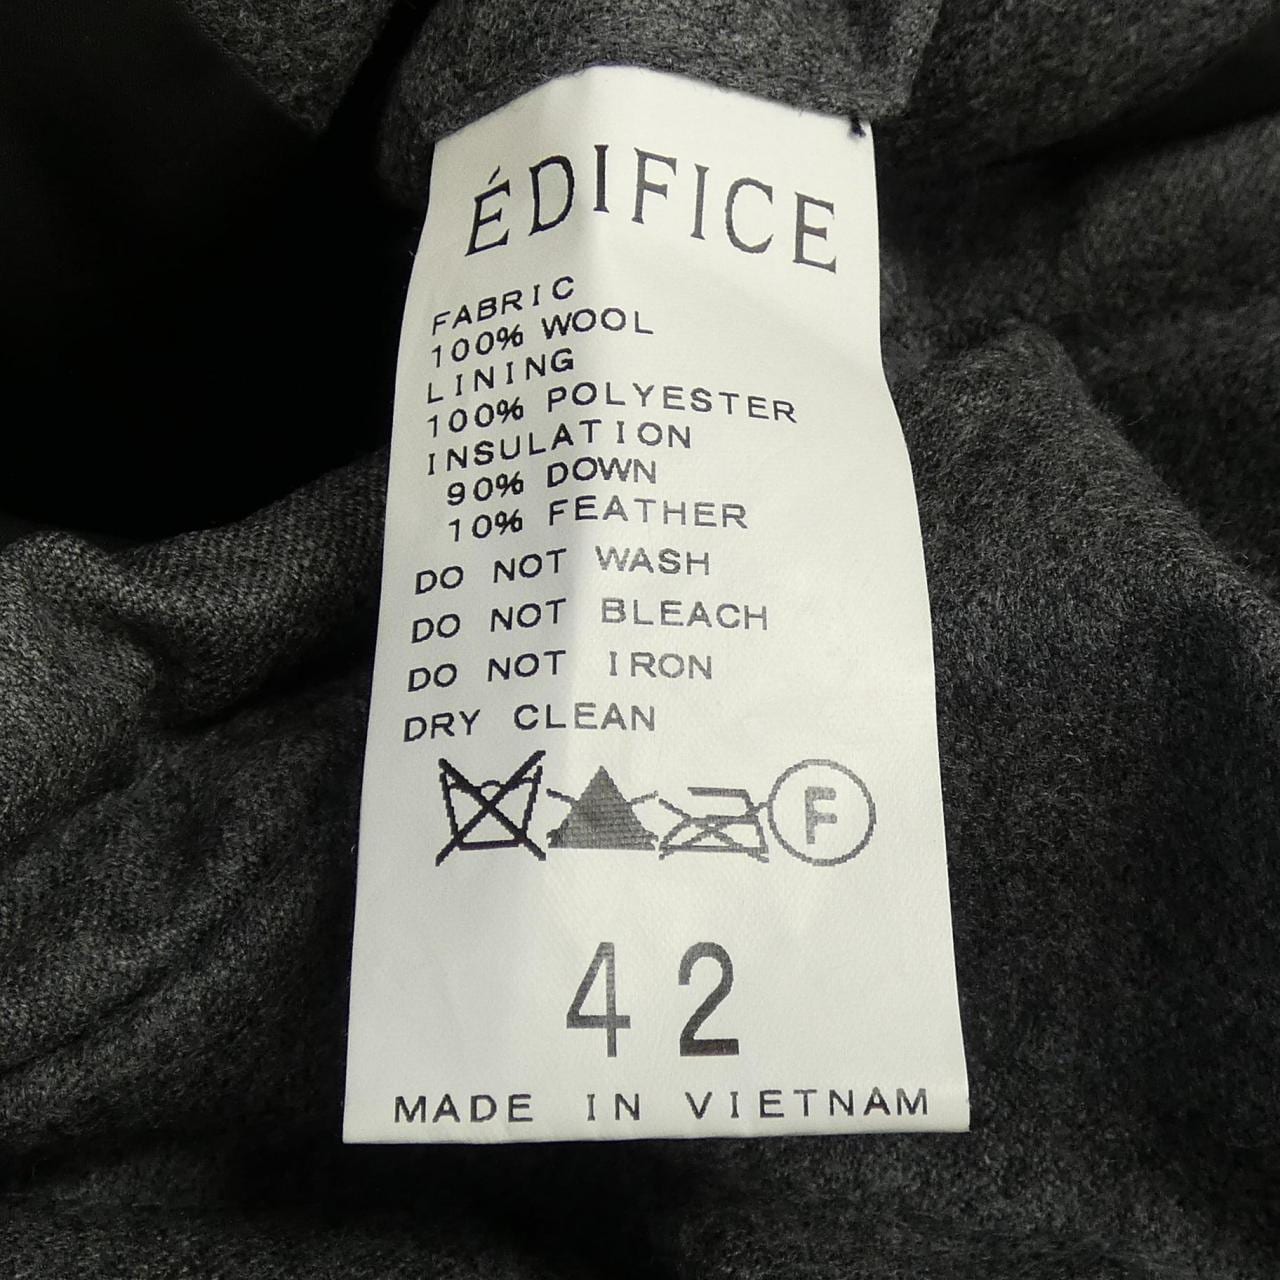 ÉDIFICE
FABRIC
100% WOOL
LINING
100% POLYESTER
INSULATION
90% DOWN
10% FEATHER
DO NOT WASH
DO NOT BLEACH
DO NOT IRON
DRY CLEAN
F
42
MADE IN VIETNAM